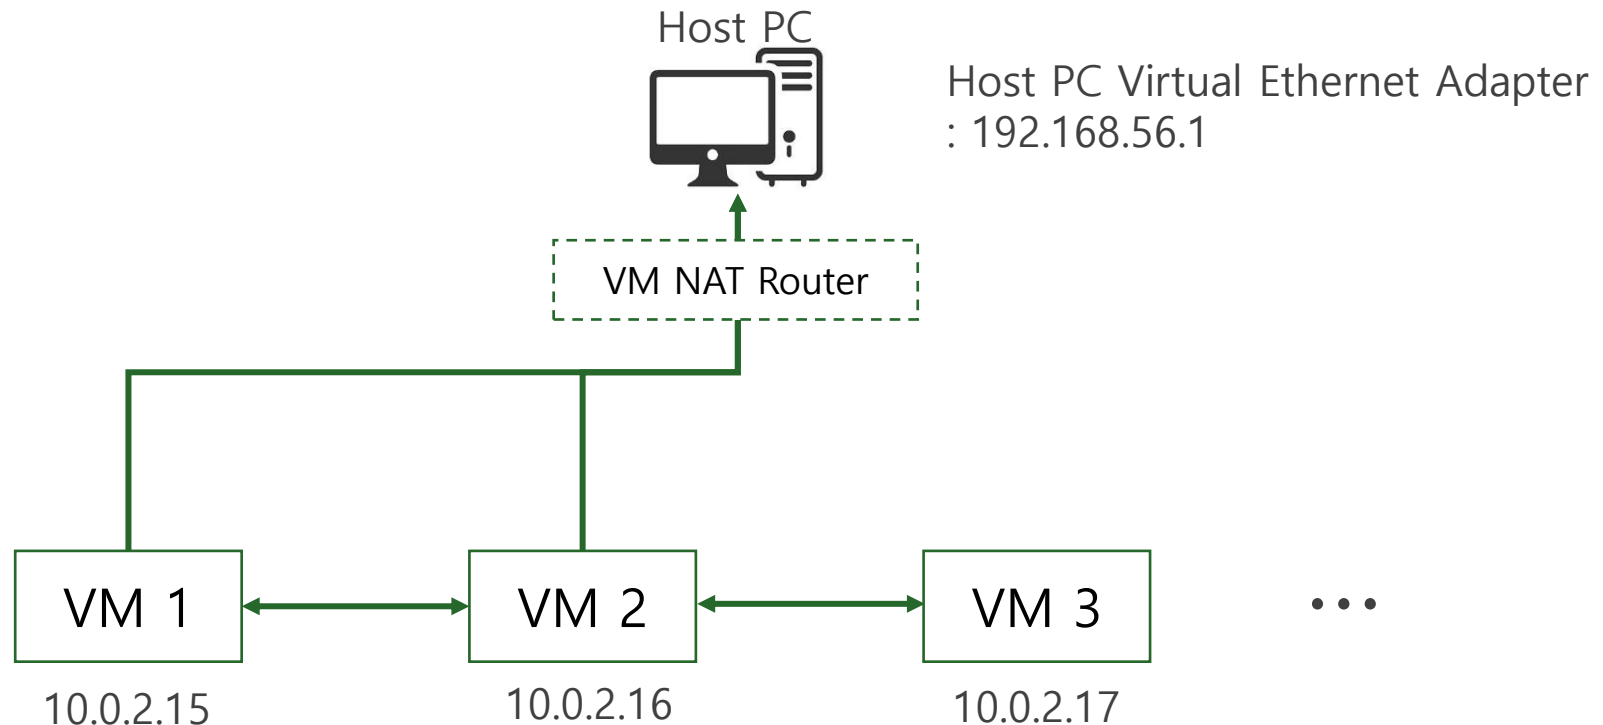 Host PC
Host PC Virtual Ethernet Adapter
: 192.168.56.1
VM NAT Router
VM 1
VM 2
VM 3
•••
10.0.2.15
10.0.2.16
10.0.2.17